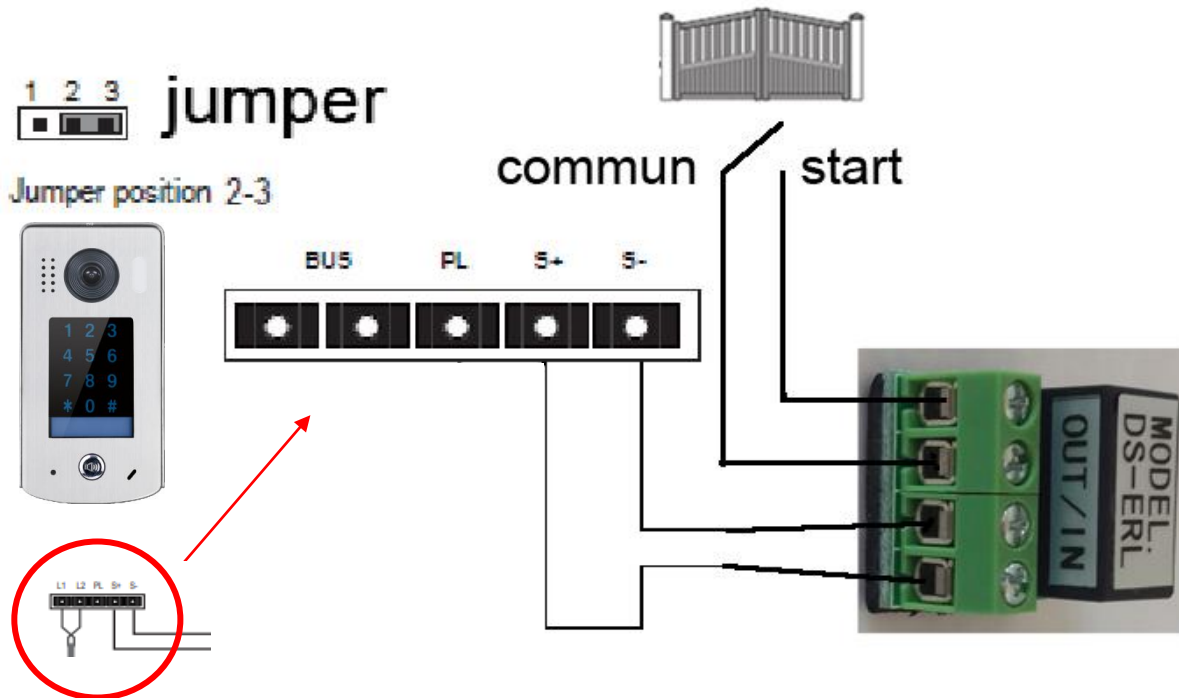 1 2 3
jumper
Jumper position 2-3
commun start
BUS PL S+ S-
1 2 3
4 5 6
7 8 9
* 0 #
MODEL:
DS-ERL
OUT/IN
L1 L2 PL S+ S-